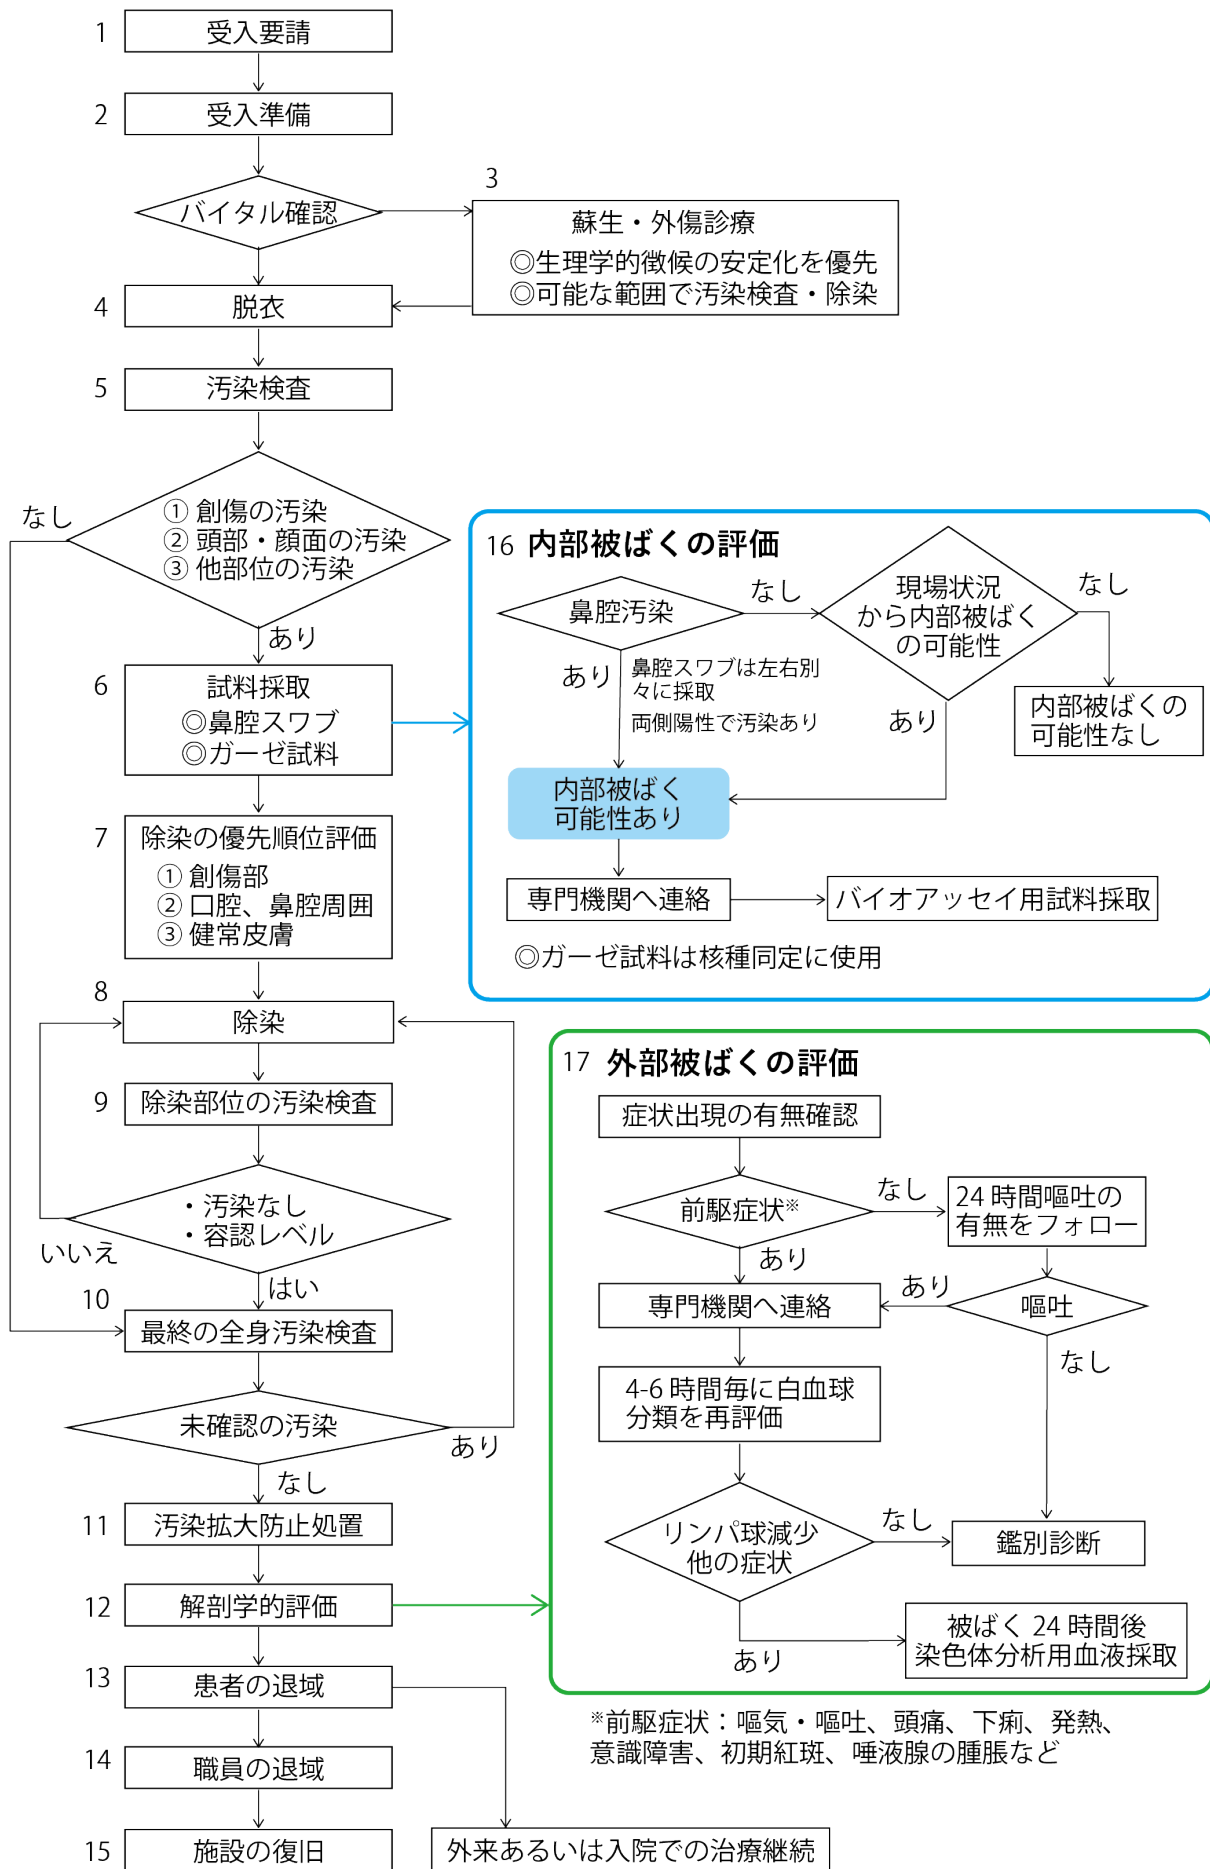 1 受入要請
2 受入準備
バイタル確認
3
蘇生・外傷診療
◎生理学的徴候の安定化を優先
◎可能な範囲で汚染検査・除染
4 脱衣
5 汚染検査
なし
① 創傷の汚染
② 頭部・顔面の汚染
③ 他部位の汚染
あり
6 試料採取
◎鼻腔スワブ
◎ガーゼ試料
7 除染の優先順位評価
① 創傷部
② 口腔、鼻腔周囲
③ 健常皮膚
8
除染
9 除染部位の汚染検査
・汚染なし
・容認レベル
いいえ
はい
10
最終の全身汚染検査
未確認の汚染
あり
なし
11 汚染拡大防止処置
12 解剖学的評価
13 患者の退域
14 職員の退域
15 施設の復旧
外来あるいは入院での治療継続
16 内部被ばくの評価
鼻腔汚染
なし
現場状況
から内部被ばく
の可能性
なし
あり
鼻腔スワブは左右別
々に採取
両側陽性で汚染あり
あり
内部被ばくの
可能性なし
内部被ばく
可能性あり
専門機関へ連絡
バイオアッセイ用試料採取
◎ガーゼ試料は核種同定に使用
17 外部被ばくの評価
症状出現の有無確認
前駆症状※
なし
24 時間嘔吐の
有無をフォロー
あり
専門機関へ連絡
あり
嘔吐
なし
4-6 時間毎に白血球
分類を再評価
リンパ球減少
他の症状
なし
鑑別診断
あり
被ばく 24 時間後
染色体分析用血液採取
※前駆症状：嘔気・嘔吐、頭痛、下痢、発熱、
意識障害、初期紅斑、唾液腺の腫脹など